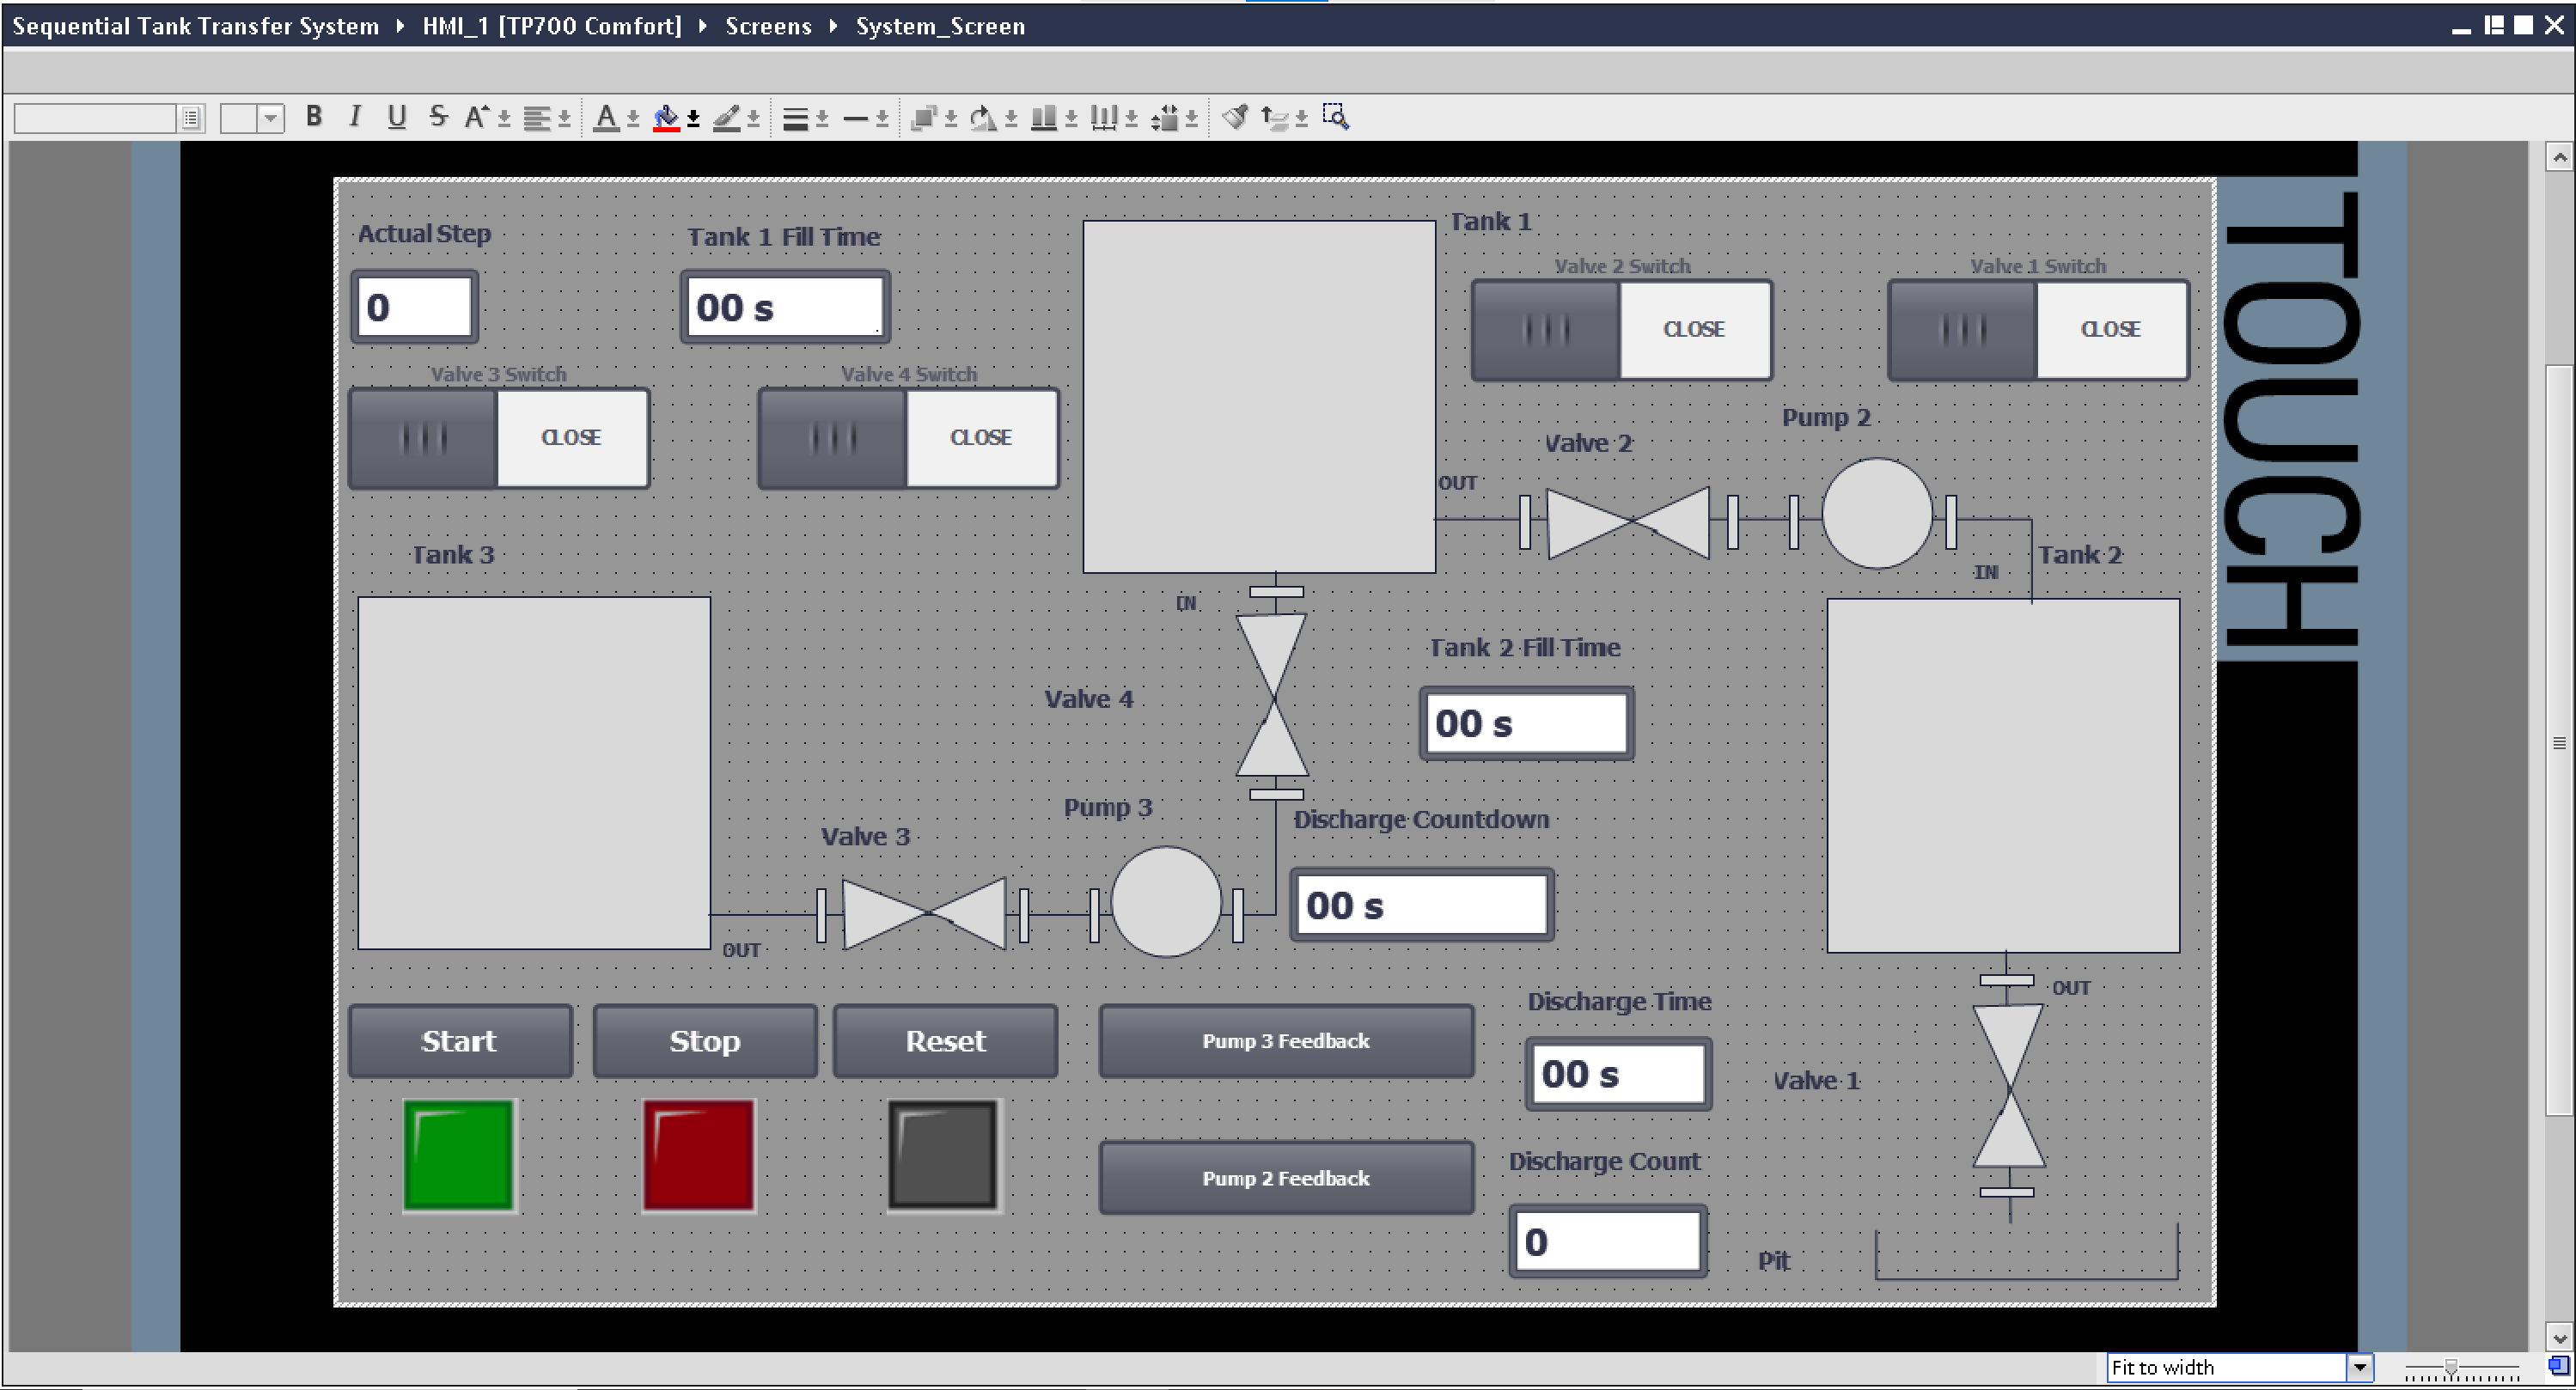 Sequential Tank Transfer System ▸ HMI_1 [TP700 Comfort] ▸ Screens ▸ System_Screen
B I U S A A
TOUCH
Actual Step
Tank 1 Fill Time
Tank 1
0
00 s
Valve 2 Switch
Valve 1 Switch
CLOSE
CLOSE
Valve 3 Switch
Valve 4 Switch
CLOSE
CLOSE
Pump 2
Valve 2
OUT
Tank 3
Tank 2
IN
IN
Tank 2 Fill Time
Valve 4
00 s
Pump 3
Discharge Countdown
Valve 3
00 s
OUT
OUT
Discharge Time
Start
Stop
Reset
Pump 3 Feedback
00 s
Valve 1
Discharge Count
Pump 2 Feedback
0
Pit
Fit to width